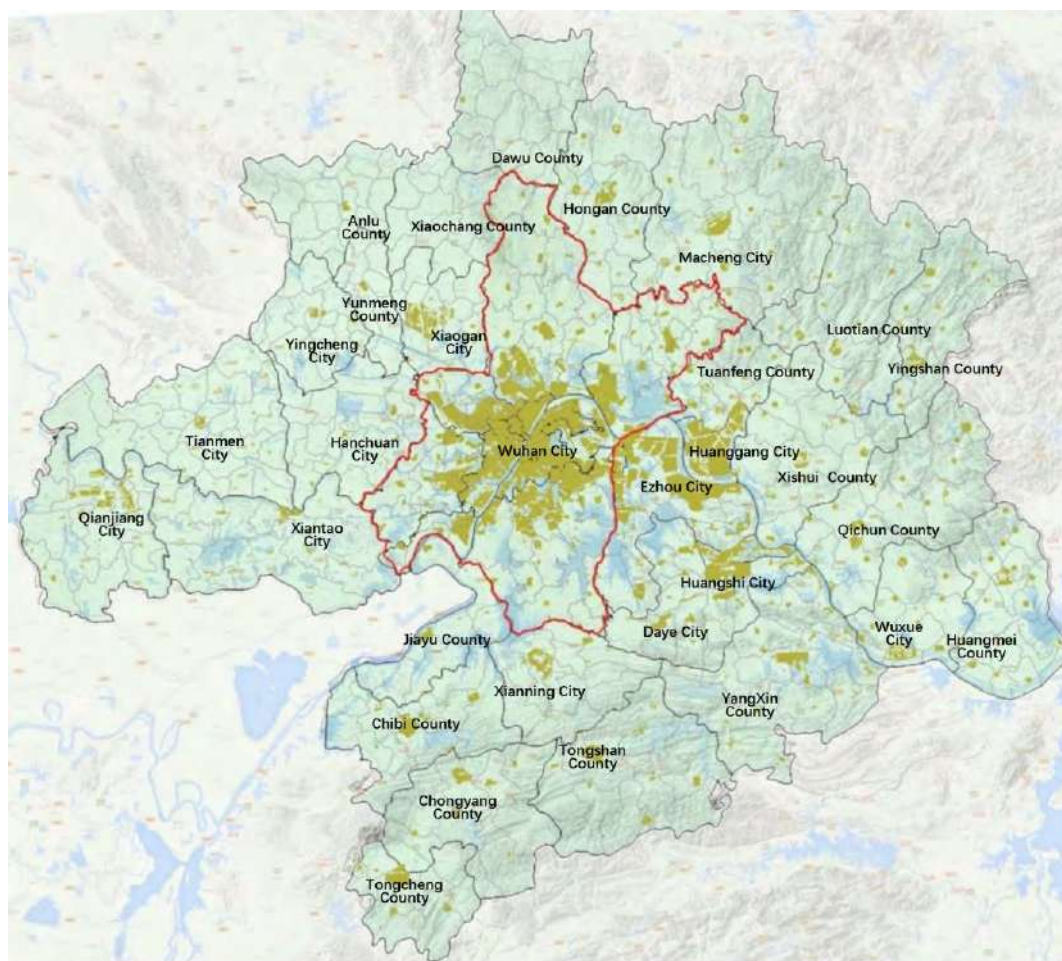 Dawu County
Hongan County
Anlu
County
Xiaochang County
Macheng City
Yunmeng
County
Xiaogan
City
Yingcheng
City
Luotian County
Yingshan County
Tuanfeng County
Tianmen
City
Hanchuan
City
Wuhan City
Huanggang City
Xishui County
Ezhou City
Qianjiang
City
Xiantao
City
Qichun County
Huangshi City
Jiayu County
Daye City
Wuxue
City
Huangmei
County
Xianning City
YangXin
County
Chibi County
Tongshan
County
Chongyang
County
Tongcheng
County